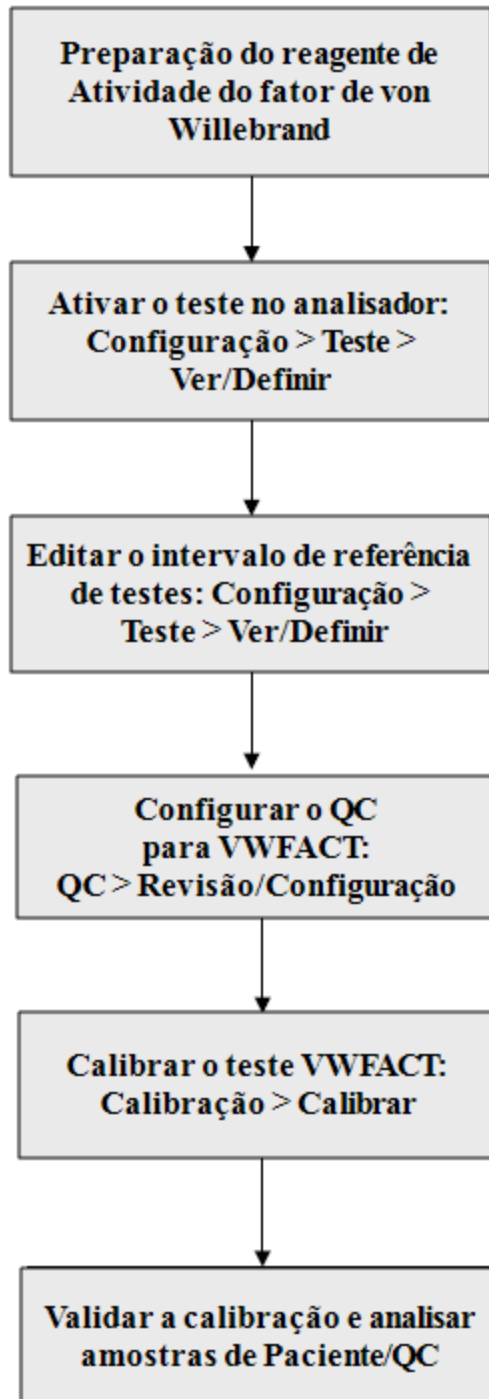 Preparação do reagente de
Atividade do fator de von
Willebrand
Ativar o teste no analisador:
Configuração > Teste >
Ver/Definir
Editar o intervalo de referência
de testes: Configuração >
Teste > Ver/Definir
Configurar o QC
para VWFACT:
QC > Revisão/Configuração
Calibrar o teste VWFACT:
Calibração > Calibrar
Validar a calibração e analisar
amostras de Paciente/QC